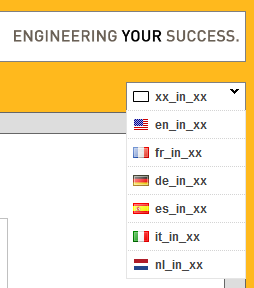 ENGINEERING YOUR SUCCESS.
xx_in_xx
en_in_xx
fr_in_xx
de_in_xx
es_in_xx
it_in_xx
nl_in_xx